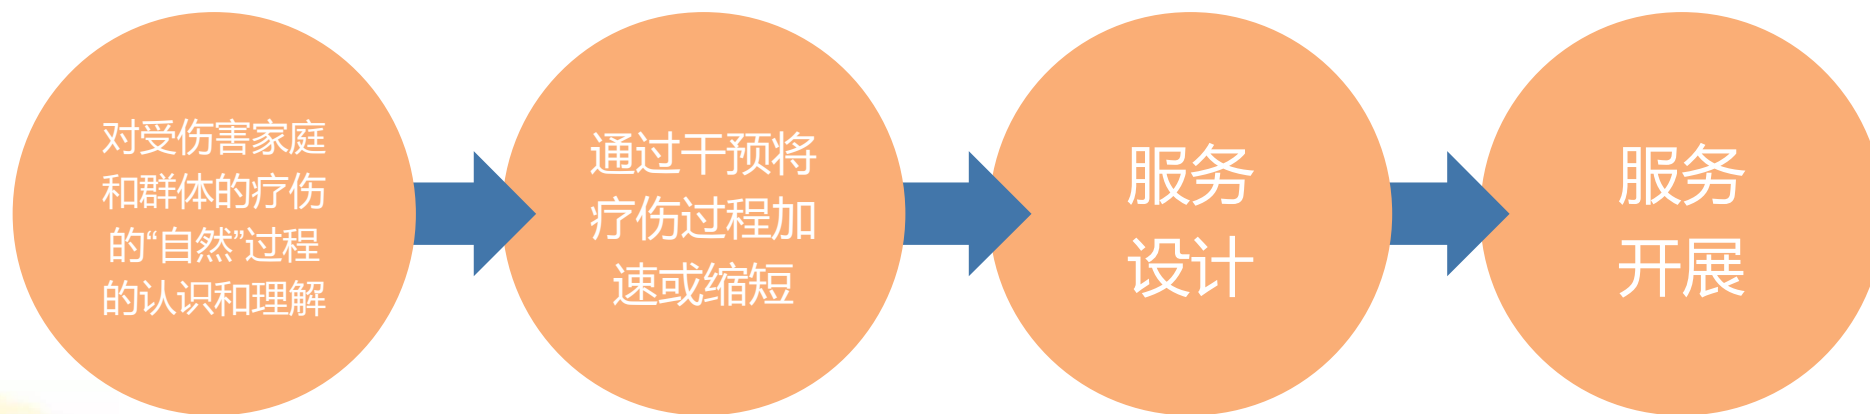 对受伤害家庭
和群体的疗伤
的“自然”过程
的认识和理解
通过干预将
疗伤过程加
速或缩短
服务
设计
服务
开展